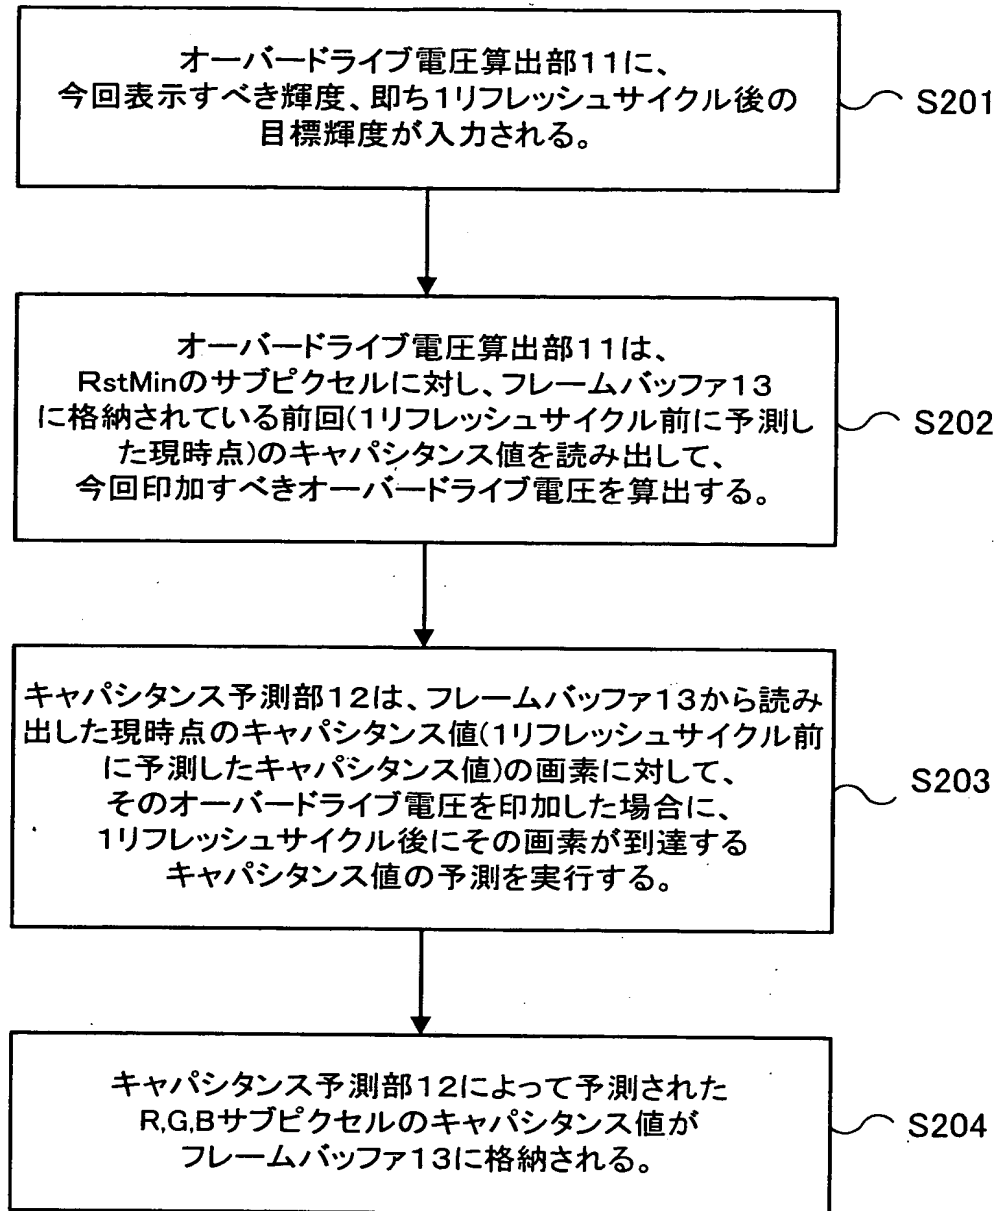 オーバードライブ電圧算出部11に、
今回表示すべき輝度、即ち1リフレッシュサイクル後の
目標輝度が入力される。
S201
オーバードライブ電圧算出部11は、
RstMinのサブピクセルに対し、フレームバッファ13
に格納されている前回(1リフレッシュサイクル前に予測し
た現時点)のキャパシタンス値を読み出して、
今回印加すべきオーバードライブ電圧を算出する。
S202
キャパシタンス予測部12は、フレームバッファ13から読み
出した現時点のキャパシタンス値(1リフレッシュサイクル前
に予測したキャパシタンス値)の画素に対して、
そのオーバードライブ電圧を印加した場合に、
1リフレッシュサイクル後にその画素が到達する
キャパシタンス値の予測を実行する。
S203
キャパシタンス予測部12によって予測された
R,G,Bサブピクセルのキャパシタンス値が
フレームバッファ13に格納される。
S204